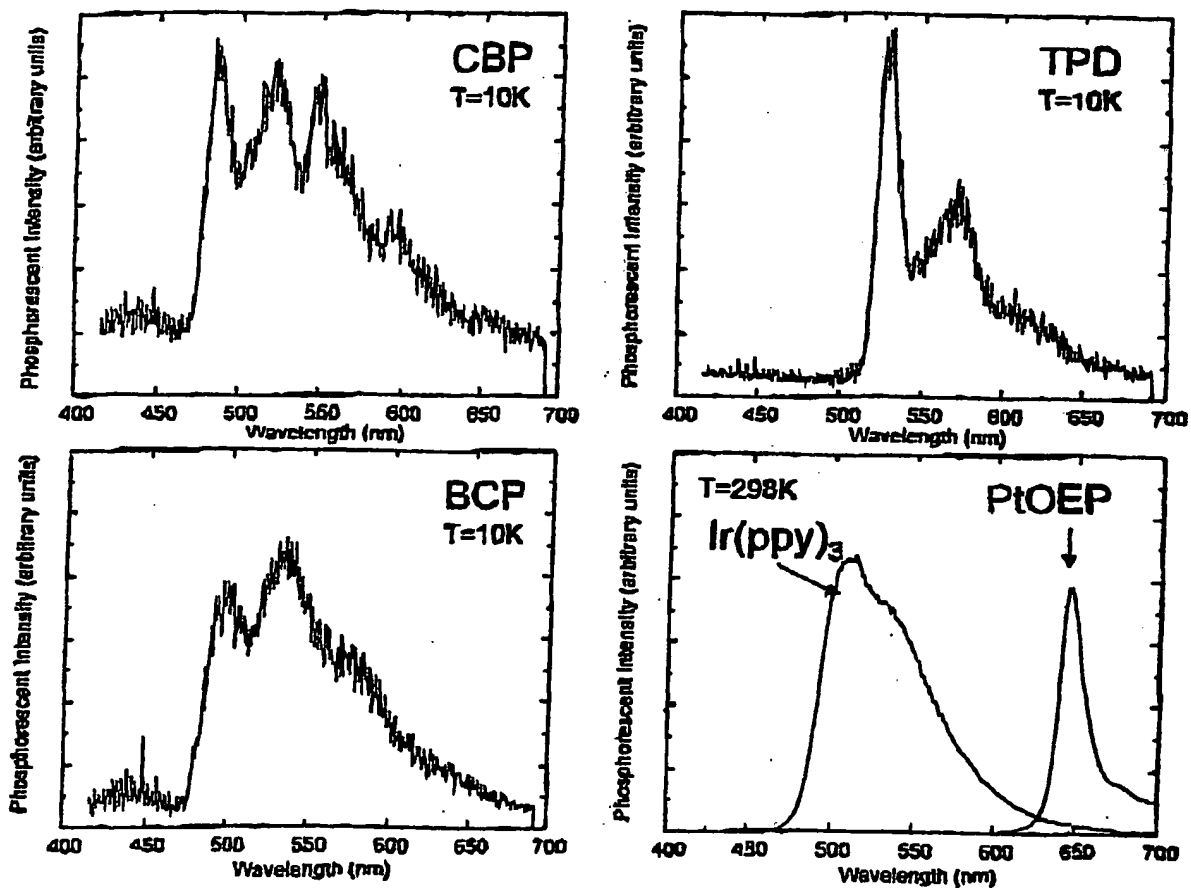 Phosphorescent Intensity (arbitrary units)
CBP
T=10K
400 450 500 550 600 650 700
Wavelength (nm)
Phosphorescent Intensity (arbitrary units)
TPD
T=10K
400 450 500 550 600 650 700
Wavelength (nm)
Phosphorescent Intensity (arbitrary units)
BCP
T=10K
400 450 500 550 600 650 700
Wavelength (nm)
Phosphorescent Intensity (arbitrary units)
T=298K
PtOEP
Ir(ppy)₃
400 450 500 550 600 650 700
Wavelength (nm)